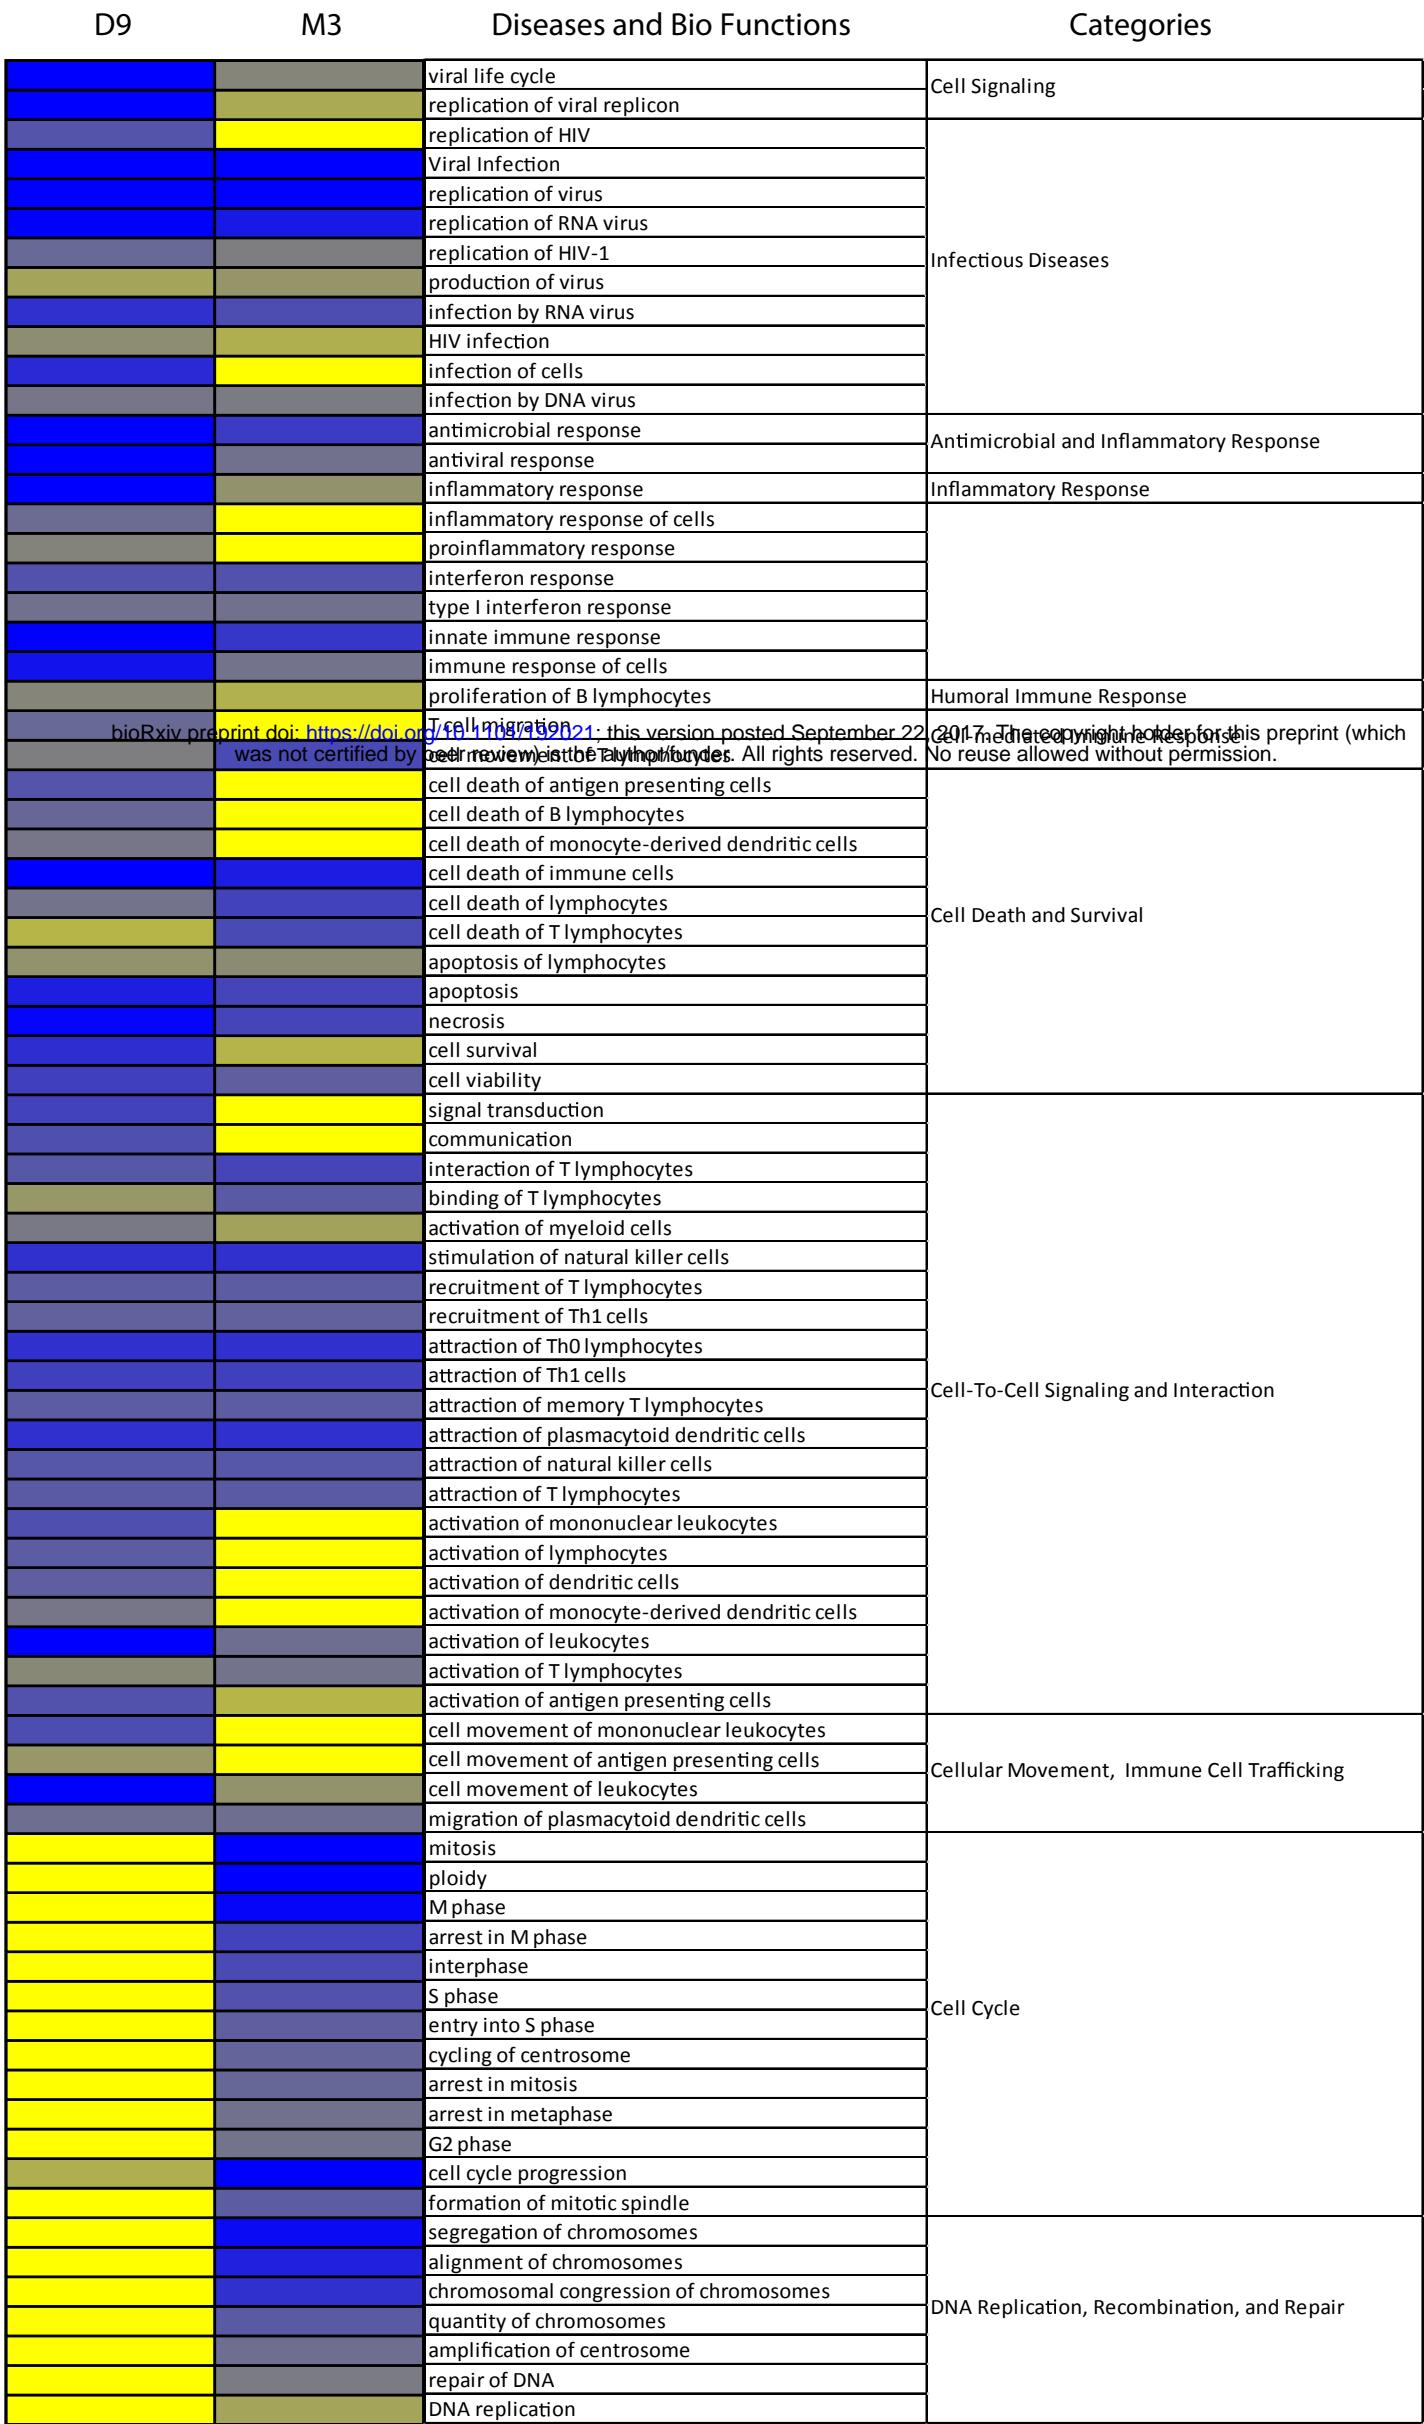 D9 M3 Diseases and Bio Functions Categories
viral life cycle
Cell Signaling
replication of viral replicon
replication of HIV
Viral Infection
replication of virus
replication of RNA virus
replication of HIV-1
Infectious Diseases
production of virus
infection by RNA virus
HIV infection
infection of cells
infection by DNA virus
antimicrobial response
Antimicrobial and Inflammatory Response
antiviral response
inflammatory response Inflammatory Response
inflammatory response of cells
proinflammatory response
interferon response
type I interferon response
innate immune response
immune response of cells
proliferation of B lymphocytes Humoral Immune Response
T cell migration
Cell-mediated Immune Response
bioRxiv preprint doi: https://doi.org/10.1101/192021; this version posted September 22, 2017. The copyright holder for this preprint (which
was not certified by peer review) is the author/funder. All rights reserved. No reuse allowed without permission.
cell movement of T lymphocytes
cell death of antigen presenting cells
cell death of B lymphocytes
cell death of monocyte-derived dendritic cells
cell death of immune cells
cell death of lymphocytes
Cell Death and Survival
cell death of T lymphocytes
apoptosis of lymphocytes
apoptosis
necrosis
cell survival
cell viability
signal transduction
communication
interaction of T lymphocytes
binding of T lymphocytes
activation of myeloid cells
stimulation of natural killer cells
recruitment of T lymphocytes
recruitment of Th1 cells
attraction of Th0 lymphocytes
attraction of Th1 cells
Cell-To-Cell Signaling and Interaction
attraction of memory T lymphocytes
attraction of plasmacytoid dendritic cells
attraction of natural killer cells
attraction of T lymphocytes
activation of mononuclear leukocytes
activation of lymphocytes
activation of dendritic cells
activation of monocyte-derived dendritic cells
activation of leukocytes
activation of T lymphocytes
activation of antigen presenting cells
cell movement of mononuclear leukocytes
cell movement of antigen presenting cells
Cellular Movement, Immune Cell Trafficking
cell movement of leukocytes
migration of plasmacytoid dendritic cells
mitosis
ploidy
M phase
arrest in M phase
interphase
S phase
Cell Cycle
entry into S phase
cycling of centrosome
arrest in mitosis
arrest in metaphase
G2 phase
cell cycle progression
formation of mitotic spindle
segregation of chromosomes
alignment of chromosomes
chromosomal congression of chromosomes
DNA Replication, Recombination, and Repair
quantity of chromosomes
amplification of centrosome
repair of DNA
DNA replication